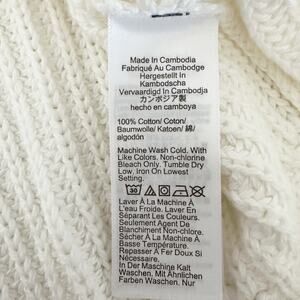 Made In Cambodia
Fabriqué Au Cambodge
Hergestellt In
Kambodscha
Vervaardigd In Cambodja
カンボジア製
hecho en camboya
100% Cotton/ Coton/
Baumwolle/ Katoen/ 綿/
algodón
Machine Wash Cold. With
Like Colors. Non-chlorine
Bleach Only. Tumble Dry
Low. Iron On Lowest
Setting.
30
Laver À La Machine À
L'eau Froide. Laver En
Séparant Les Couleurs.
Agent De Blanchiment
Non-chlore. Seulement.
Sécher À La Machine À
Basse Température.
Repasser À Fer Doux Si
Nécessaire.
In Der Maschine Kalt
Waschen, Mit Ähnlichen
Farben Waschen. Nur